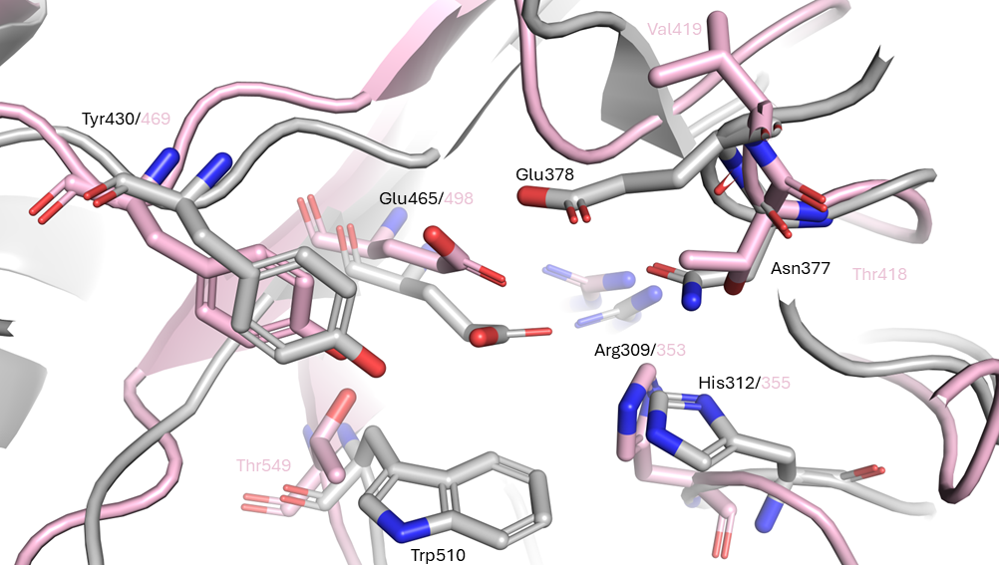 Val419
Tyr430/469
Glu378
Glu465/498
Asn377
Thr418
Arg309/353
His312/355
Thr549
Trp510